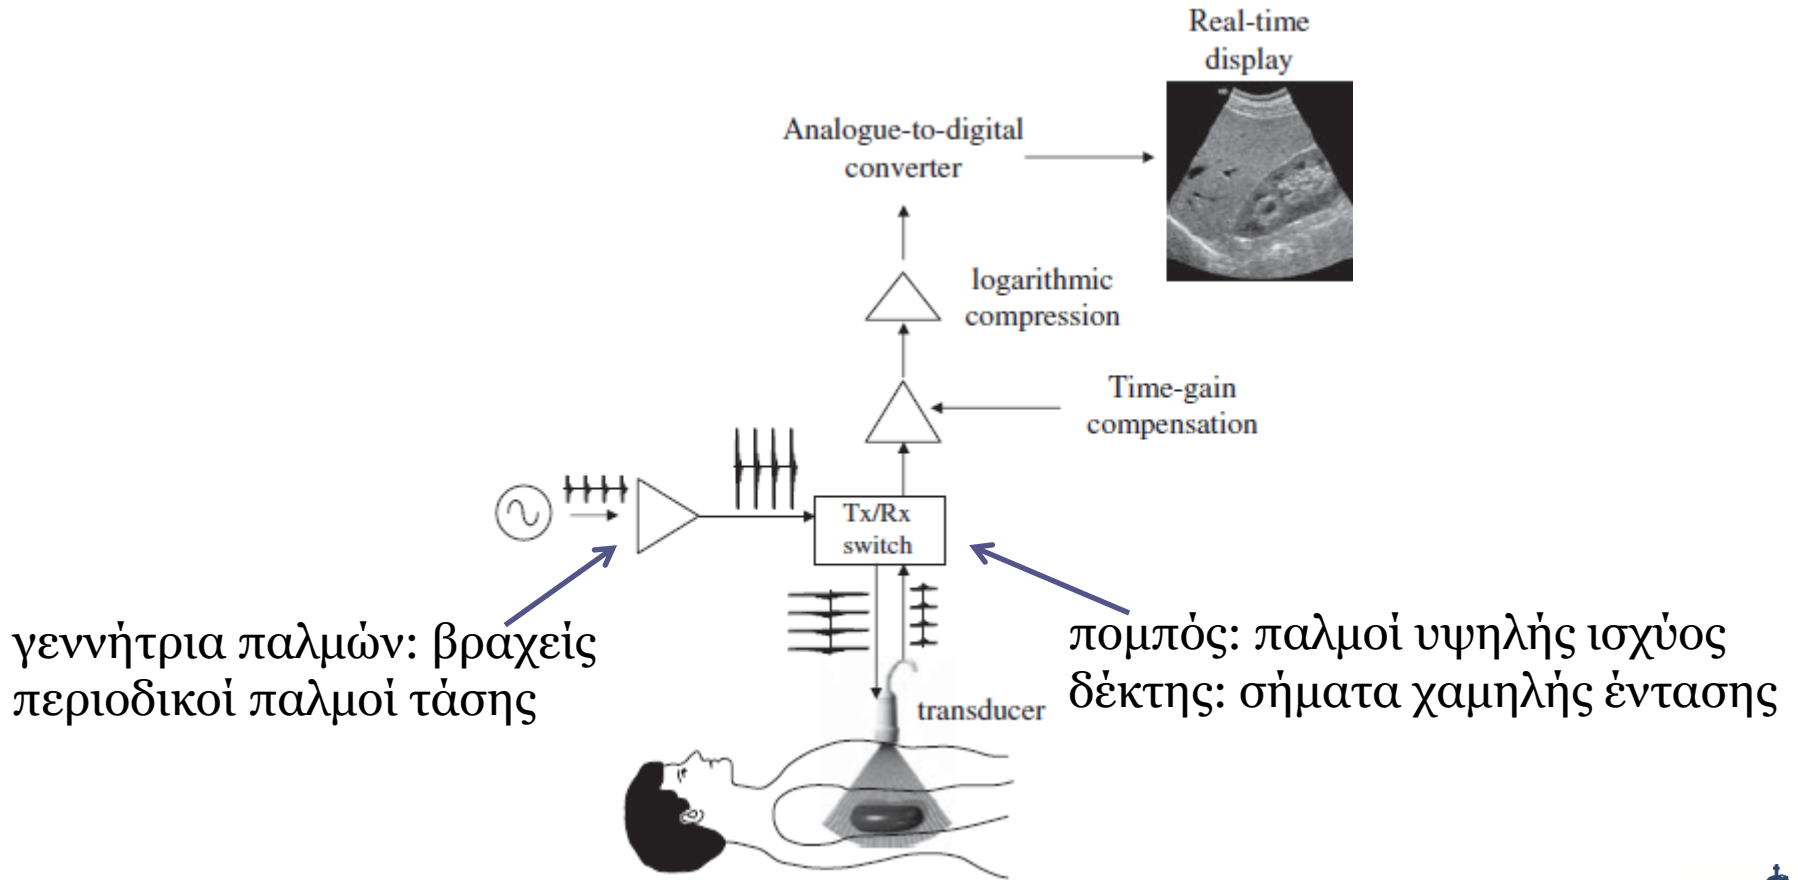 Real-time
display
Analogue-to-digital
converter
logarithmic
compression
Time-gain
compensation
Tx/Rx
switch
γεννήτρια παλμών: βραχείς
περιοδικοί παλμοί τάσης
πομπός: παλμοί υψηλής ισχύος
δέκτης: σήματα χαμηλής έντασης
transducer